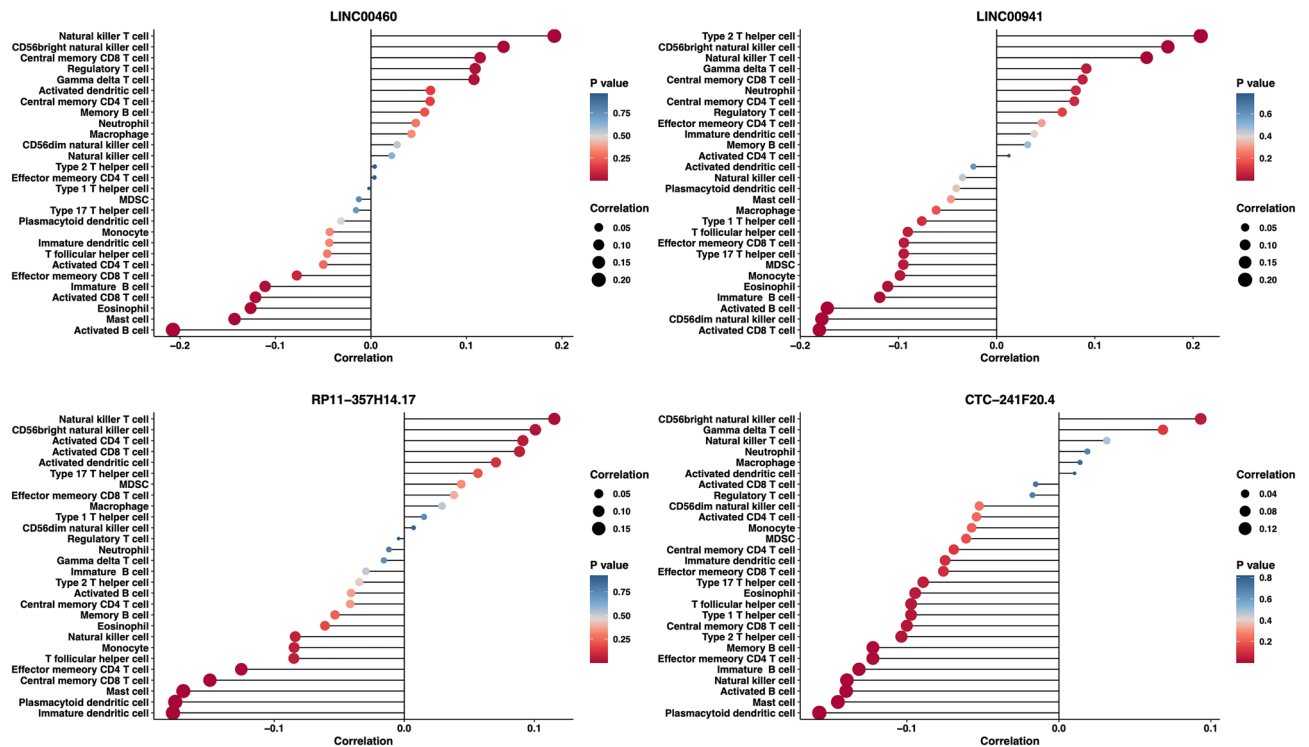 LINC00460
Natural killer T cell
CD56bright natural killer cell
Central memory CD8 T cell
Regulatory T cell
Gamma delta T cell
Activated dendritic cell
Central memory CD4 T cell
Memory B cell
Neutrophil
Macrophage
CD56dim natural killer cell
Natural killer cell
Type 2 T helper cell
Effector memeory CD4 T cell
Type 1 T helper cell
MDSC
Type 17 T helper cell
Plasmacytoid dendritic cell
Monocyte
Immature dendritic cell
T follicular helper cell
Activated CD4 T cell
Effector memeory CD8 T cell
Immature  B cell
Activated CD8 T cell
Eosinophil
Mast cell
Activated B cell
−0.2 −0.1 0.0 0.1 0.2
Correlation
P value
0.75
0.50
0.25
Correlation
0.05
0.10
0.15
0.20
LINC00941
Type 2 T helper cell
CD56bright natural killer cell
Natural killer T cell
Gamma delta T cell
Central memory CD8 T cell
Neutrophil
Central memory CD4 T cell
Regulatory T cell
Effector memeory CD4 T cell
Immature dendritic cell
Memory B cell
Activated CD4 T cell
Activated dendritic cell
Natural killer cell
Plasmacytoid dendritic cell
Mast cell
Macrophage
Type 1 T helper cell
T follicular helper cell
Effector memeory CD8 T cell
Type 17 T helper cell
MDSC
Monocyte
Eosinophil
Immature  B cell
Activated B cell
CD56dim natural killer cell
Activated CD8 T cell
−0.2 −0.1 0.0 0.1 0.2
Correlation
P value
0.6
0.4
0.2
Correlation
0.05
0.10
0.15
0.20
RP11−357H14.17
Natural killer T cell
CD56bright natural killer cell
Activated CD4 T cell
Activated CD8 T cell
Activated dendritic cell
Type 17 T helper cell
MDSC
Effector memeory CD8 T cell
Macrophage
Type 1 T helper cell
CD56dim natural killer cell
Regulatory T cell
Neutrophil
Gamma delta T cell
Immature  B cell
Type 2 T helper cell
Activated B cell
Central memory CD4 T cell
Memory B cell
Eosinophil
Natural killer cell
Monocyte
T follicular helper cell
Effector memeory CD4 T cell
Central memory CD8 T cell
Mast cell
Plasmacytoid dendritic cell
Immature dendritic cell
−0.1 0.0 0.1
Correlation
Correlation
0.05
0.10
0.15
P value
0.75
0.50
0.25
CTC−241F20.4
CD56bright natural killer cell
Gamma delta T cell
Natural killer T cell
Neutrophil
Macrophage
Activated dendritic cell
Activated CD8 T cell
Regulatory T cell
CD56dim natural killer cell
Activated CD4 T cell
Monocyte
MDSC
Central memory CD4 T cell
Immature dendritic cell
Effector memeory CD8 T cell
Type 17 T helper cell
Eosinophil
T follicular helper cell
Type 1 T helper cell
Central memory CD8 T cell
Type 2 T helper cell
Memory B cell
Effector memeory CD4 T cell
Immature  B cell
Natural killer cell
Activated B cell
Mast cell
Plasmacytoid dendritic cell
−0.1 0.0 0.1
Correlation
Correlation
0.04
0.08
0.12
P value
0.8
0.6
0.4
0.2